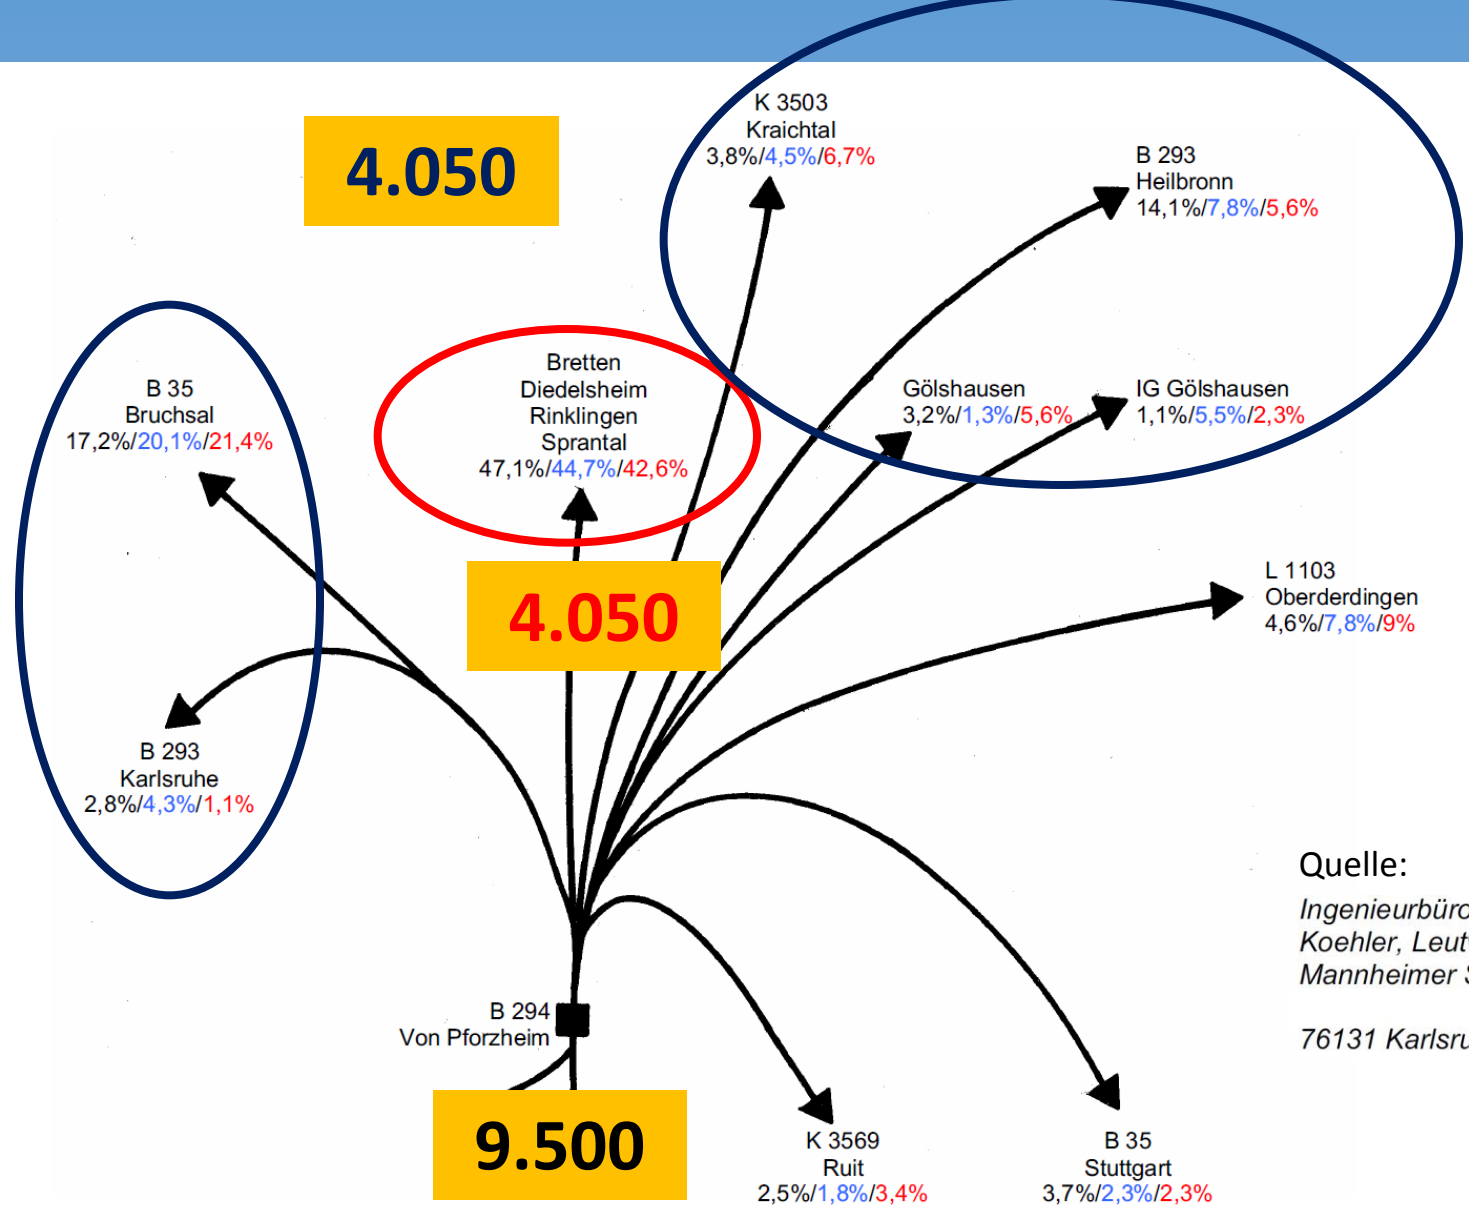 4.050
K 3503
Kraichtal
3,8%/4,5%/6,7%
B 293
Heilbronn
14,1%/7,8%/5,6%
B 35
Bruchsal
17,2%/20,1%/21,4%
Bretten
Diedelsheim
Rinklingen
Sprantal
47,1%/44,7%/42,6%
Gölshausen
3,2%/1,3%/5,6%
IG Gölshausen
1,1%/5,5%/2,3%
4.050
L 1103
Oberderdingen
4,6%/7,8%/9%
B 293
Karlsruhe
2,8%/4,3%/1,1%
Quelle:
Ingenieurbüro
Koehler,
Mannheimer
76131
B 294
Von Pforzheim
9.500
K 3569
Ruit
2,5%/1,8%/3,4%
B 35
Stuttgart
3,7%/2,3%/2,3%